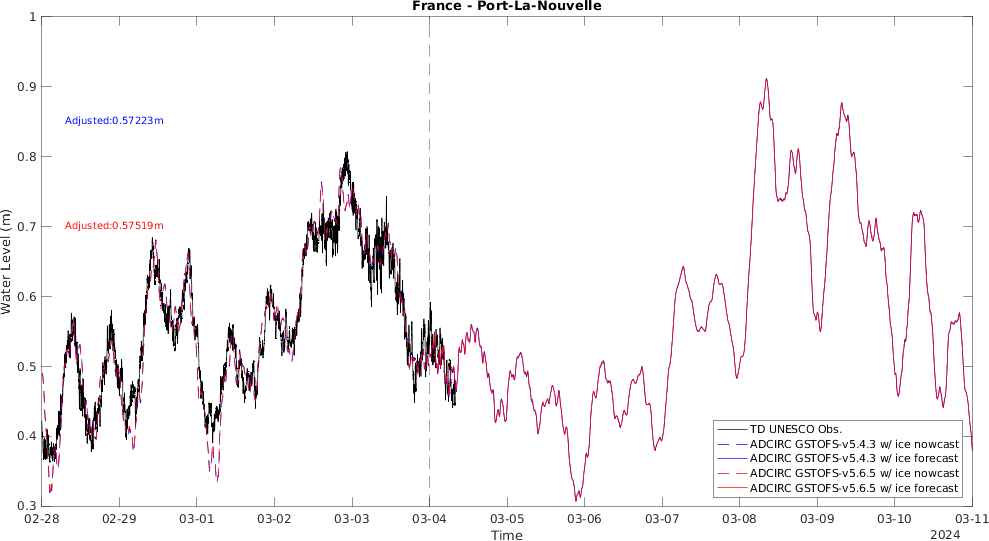 France - Port-La-Nouvelle
1
0.9
0.8
0.7
0.6
0.5
0.4
0.3
Water Level (m)
Adjusted:0.57223m
Adjusted:0.57519m
TD UNESCO Obs.
ADCIRC GSTOFS-v5.4.3 w/ ice nowcast
ADCIRC GSTOFS-v5.4.3 w/ ice forecast
ADCIRC GSTOFS-v5.6.5 w/ ice nowcast
ADCIRC GSTOFS-v5.6.5 w/ ice forecast
02-28 02-29 03-01 03-02 03-03 03-04 03-05 03-06 03-07 03-08 03-09 03-10 03-11
Time
2024